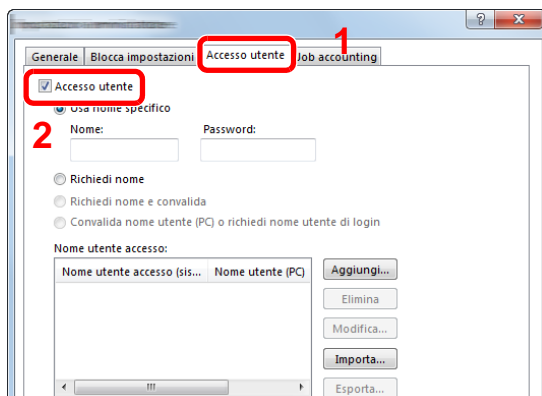 ? X
1
Generale Blocca impostazioni Accesso utente Job accounting
Accesso utente
Usa nome specifico
2
Nome: Password:
Richiedi nome
Richiedi nome e convalida
Convalida nome utente (PC) o richiedi nome utente di login
Nome utente accesso:
Nome utente accesso (sis... Nome utente (PC)
Aggiungi...
Elimina
Modifica...
Importa...
Esporta...